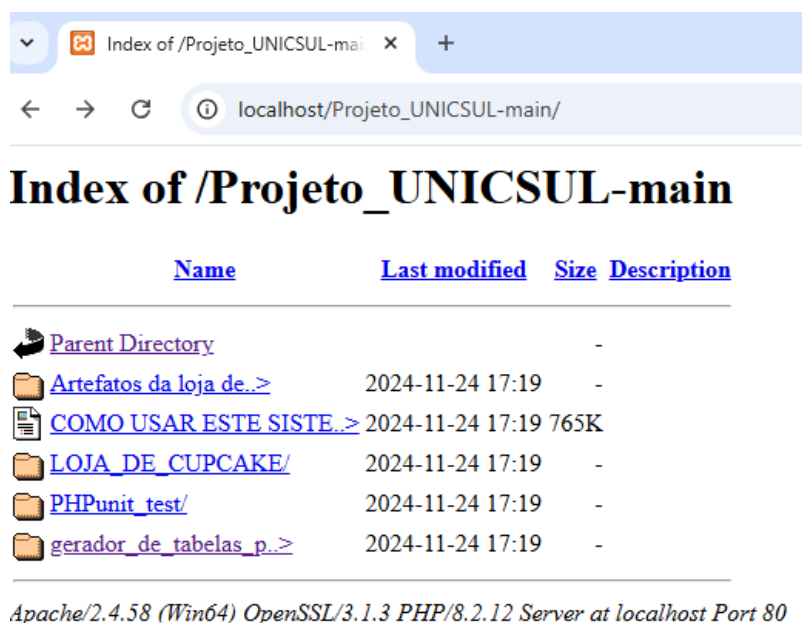 Index of /Projeto_UNICSUL-mai
localhost/Projeto_UNICSUL-main/
Index of /Projeto_UNICSUL-main
Name Last modified Size Description
Parent Directory -
Artefatos da loja de..> 2024-11-24 17:19 -
COMO USAR ESTE SISTE..> 2024-11-24 17:19 765K
LOJA_DE_CUPCAKE/ 2024-11-24 17:19 -
PHPunit_test/ 2024-11-24 17:19 -
gerador_de_tabelas_p..> 2024-11-24 17:19 -
Apache/2.4.58 (Win64) OpenSSL/3.1.3 PHP/8.2.12 Server at localhost Port 80